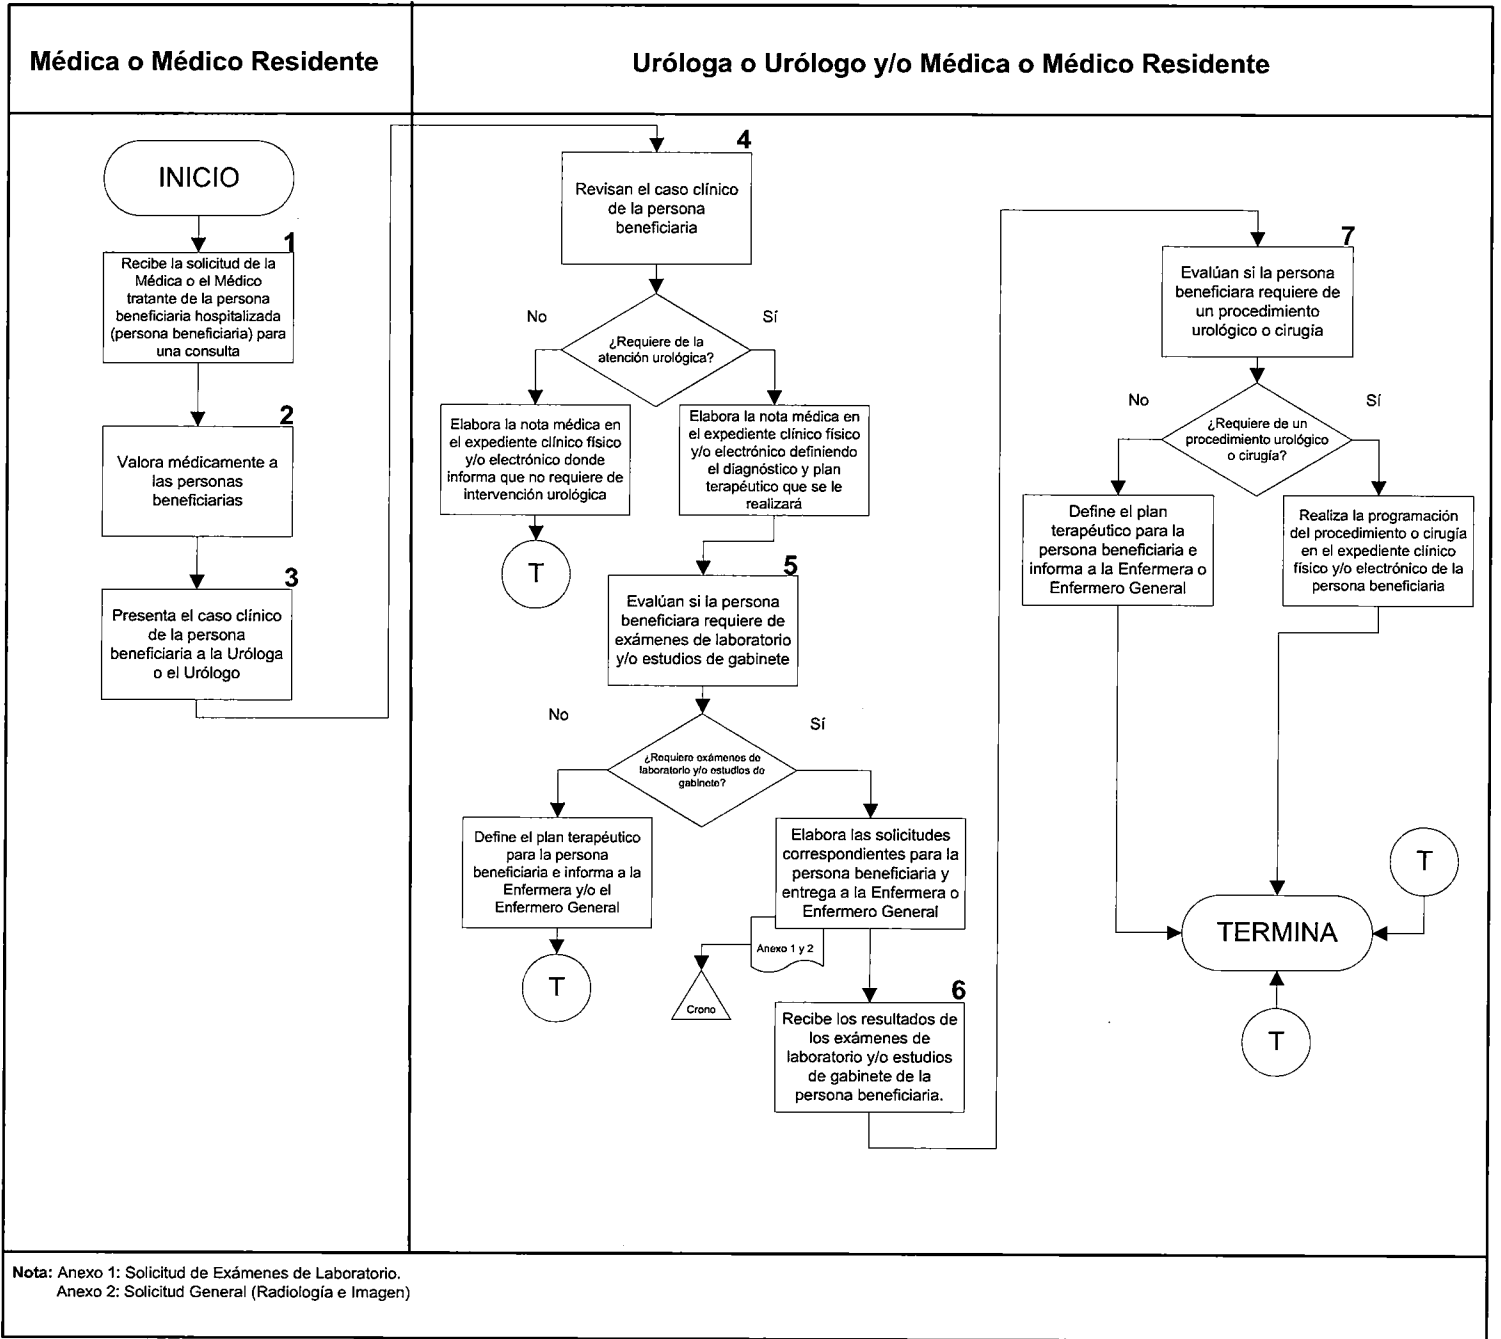 Médica o Médico Residente
Uróloga o Urólogo y/o Médica o Médico Residente
INICIO
1
Recibe la solicitud de la
Médica o el Médico
tratante de la persona
beneficiaria hospitalizada
(persona beneficiaria) para
una consulta
2
Valora médicamente a
las personas
beneficiarias
3
Presenta el caso clínico
de la persona
beneficiaria a la Uróloga
o el Urólogo
4
Revisan el caso clínico
de la persona
beneficiaria
No
Sí
¿Requiere de la
atención urológica?
Elabora la nota médica en
el expediente clínico físico
y/o electrónico donde
informa que no requiere de
intervención urológica
T
Elabora la nota médica en
el expediente clínico físico
y/o electrónico definiendo
el diagnóstico y plan
terapéutico que se le
realizará
5
Evalúan si la persona
beneficiara requiere de
exámenes de laboratorio
y/o estudios de gabinete
No
Sí
¿Requiere exámenes de
laboratorio y/o estudios de
gabinete?
Define el plan terapéutico
para la persona
beneficiaria e informa a la
Enfermera y/o el
Enfermero General
T
Elabora las solicitudes
correspondientes para la
persona beneficiaria y
entrega a la Enfermera o
Enfermero General
Anexo 1 y 2
Crono
6
Recibe los resultados de
los exámenes de
laboratorio y/o estudios
de gabinete de la
persona beneficiaria.
7
Evalúan si la persona
beneficiara requiere de
un procedimiento
urológico o cirugía
No
Sí
¿Requiere de un
procedimiento urológico
o cirugía?
Define el plan
terapéutico para la
persona beneficiaria e
informa a la Enfermera o
Enfermero General
Realiza la programación
del procedimiento o cirugía
en el expediente clínico
físico y/o electrónico de la
persona beneficiaria
T
TERMINA
T
Nota: Anexo 1: Solicitud de Exámenes de Laboratorio.
Anexo 2: Solicitud General (Radiología e Imagen)